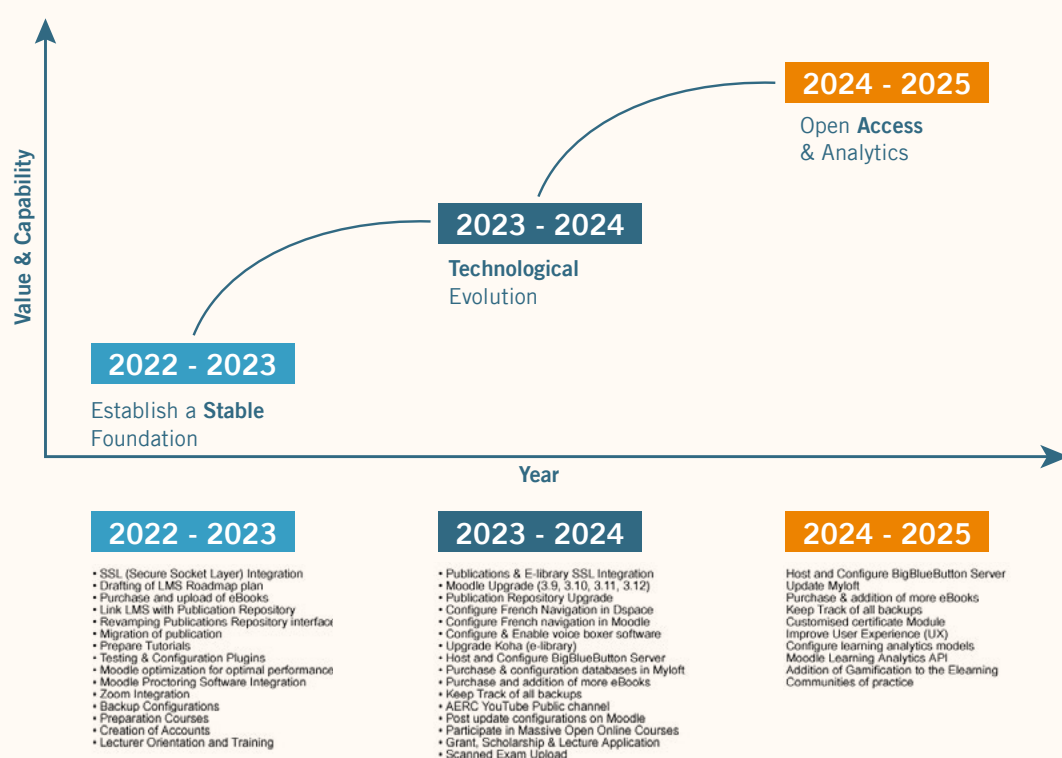 Value & Capability
2024 - 2025
Open Access
& Analytics
2023 - 2024
Technological
Evolution
2022 - 2023
Establish a Stable
Foundation
Year
2022 - 2023
• SSL (Secure Socket Layer) Integration
• Drafting of LMS Roadmap plan
• Purchase and upload of eBooks
• Link LMS with Publication Repository
• Revamping Publications Repository interface
• Migration of publication
• Prepare Tutorials
• Testing & Configuration Plugins
• Moodle optimization for optimal performance
• Moodle Proctoring Software Integration
• Zoom Integration
• Backup Configurations
• Preparation Courses
• Creation of Accounts
• Lecturer Orientation and Training
2023 - 2024
• Publications & E-library SSL Integration
• Moodle Upgrade (3.9, 3.10, 3.11, 3.12)
• Publication Repository Upgrade
• Configure French Navigation in Dspace
• Configure French navigation in Moodle
• Configure & Enable voice boxer software
• Upgrade Koha (e-library)
• Host and Configure BigBlueButton Server
• Purchase & configuration databases in Myloft
• Purchase and addition of more eBooks
• Keep Track of all backups
• AERC YouTube Public channel
• Post update configurations on Moodle
• Participate in Massive Open Online Courses
• Grant, Scholarship & Lecture Application
• Scanned Exam Upload
2024 - 2025
Host and Configure BigBlueButton Server
Update Myloft
Purchase & addition of more eBooks
Keep Track of all backups
Customised certificate Module
Improve User Experience (UX)
Configure learning analytics models
Moodle Learning Analytics API
Addition of Gamification to the Elearning
Communities of practice